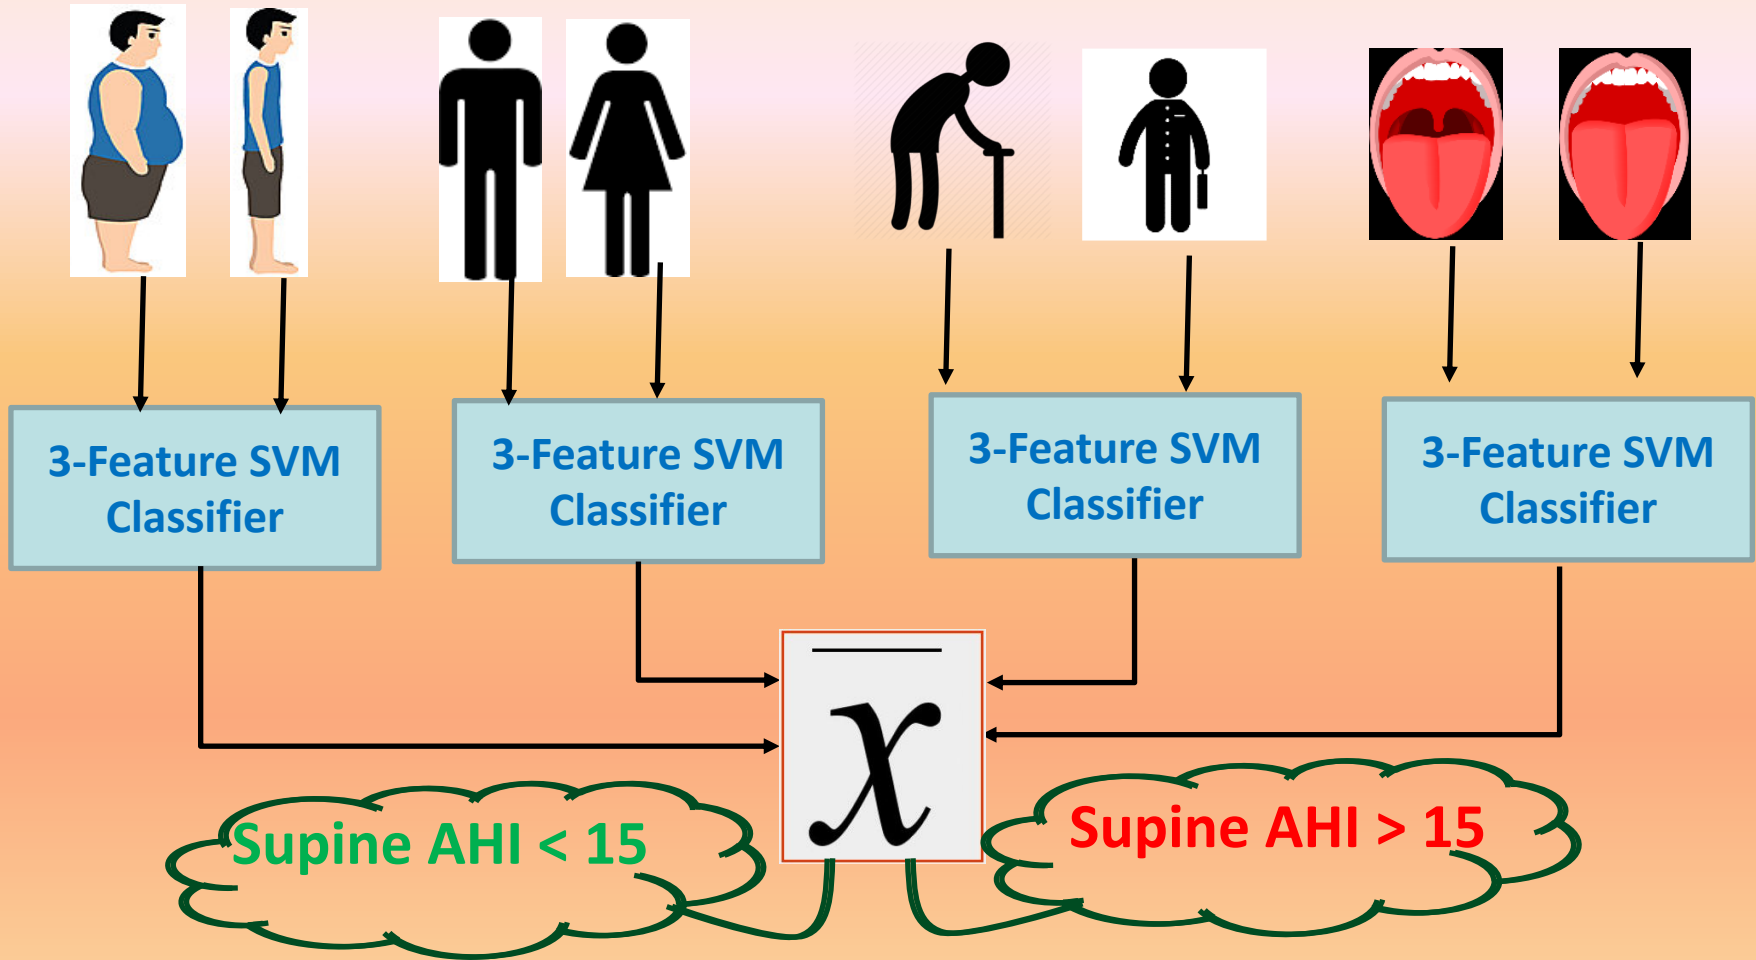 3-Feature SVM
Classifier
3-Feature SVM
Classifier
3-Feature SVM
Classifier
3-Feature SVM
Classifier
x̅
Supine AHI < 15
Supine AHI > 15